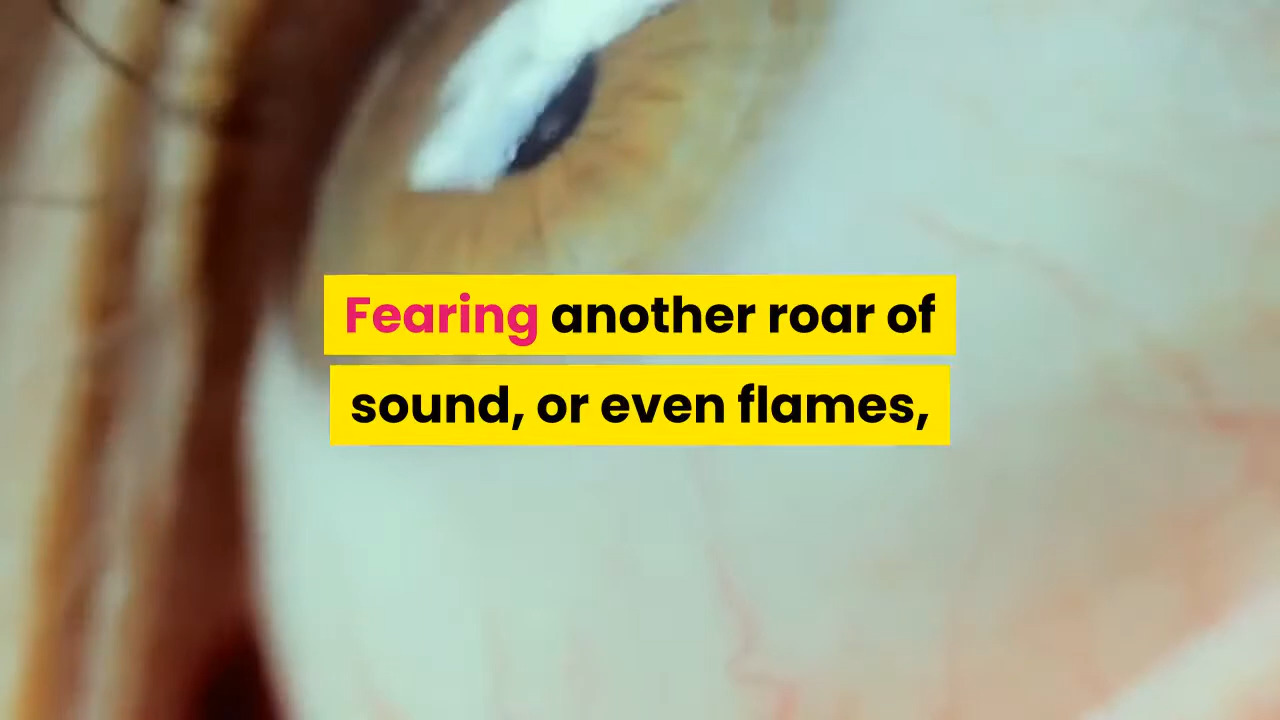 Fearing another roar of
sound, or even flames,